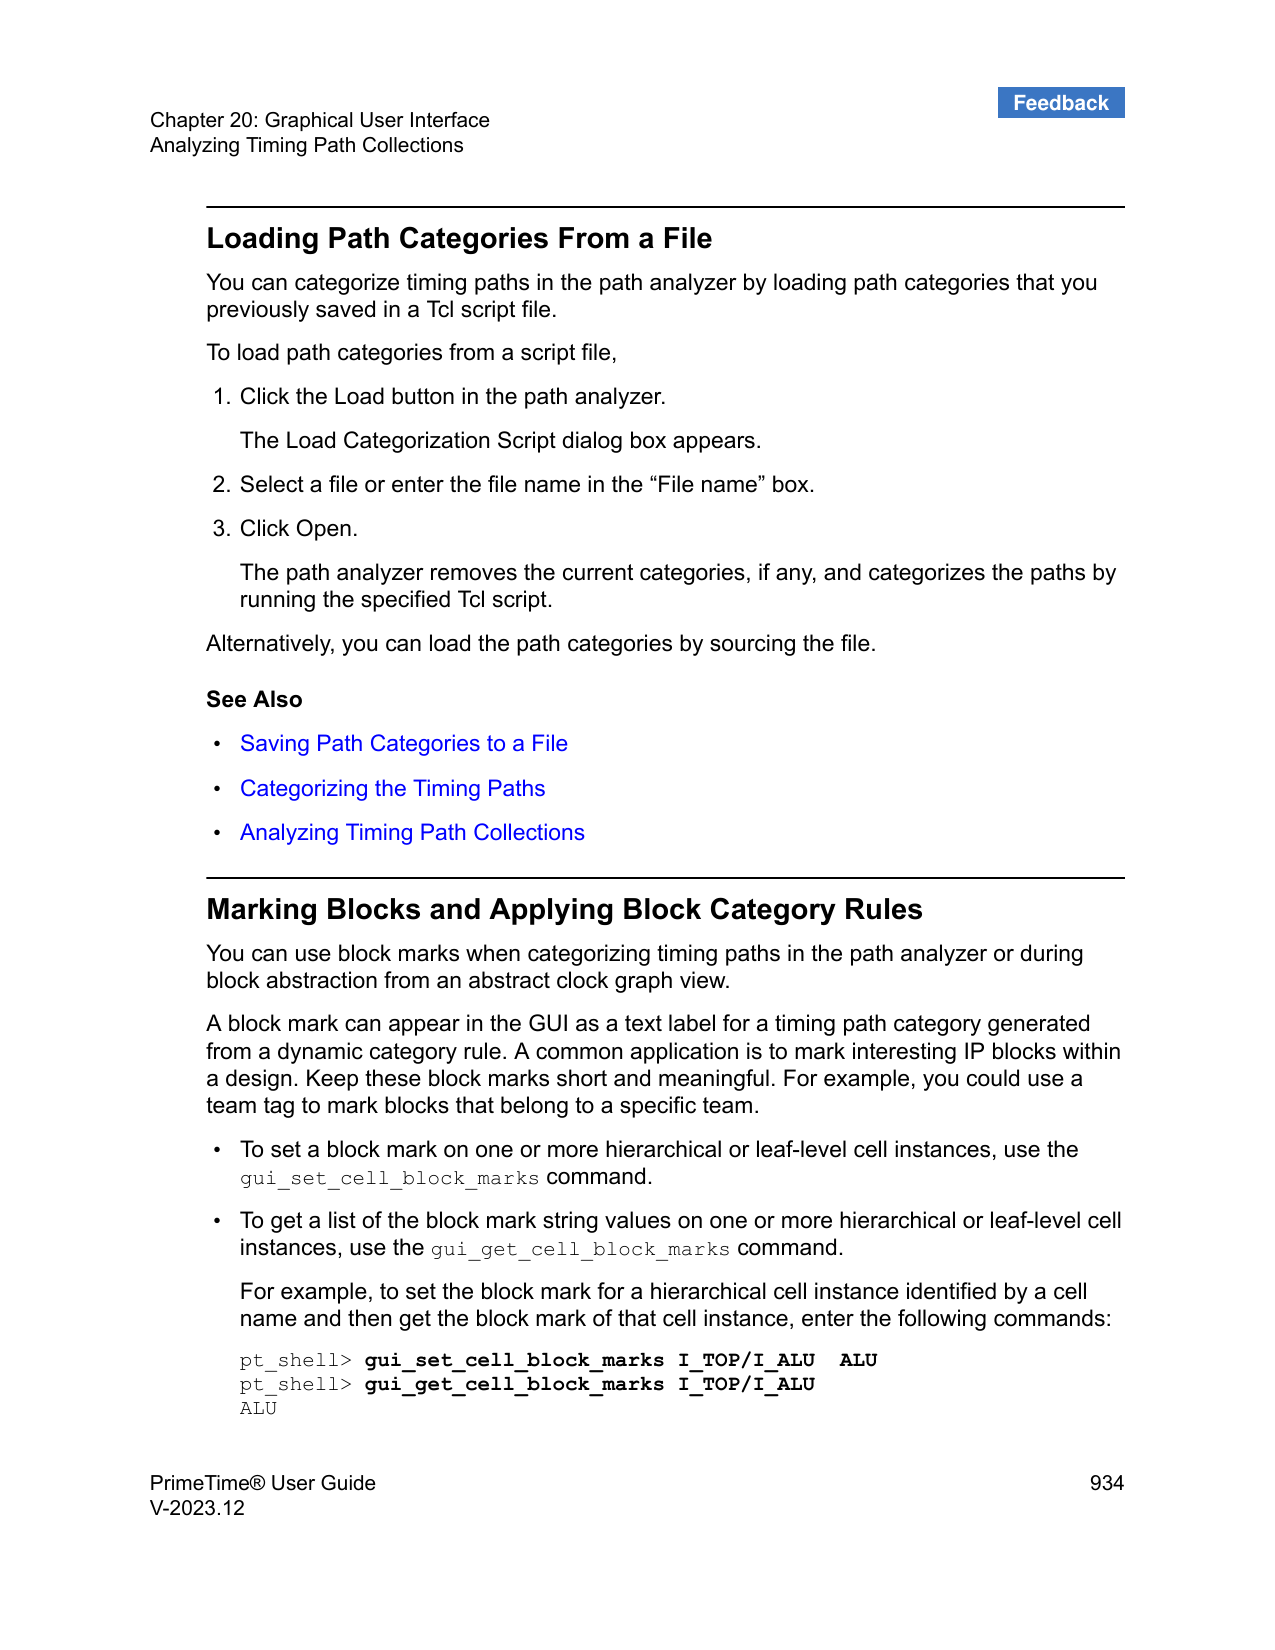 Feedback
Chapter 20: Graphical User Interface
Analyzing Timing Path Collections
Loading Path Categories From a File
You can categorize timing paths in the path analyzer by loading path categories that you
previously saved in a Tcl script file.
To load path categories from a script file,
1. Click the Load button in the path analyzer.
The Load Categorization Script dialog box appears.
2. Select a file or enter the file name in the “File name” box.
3. Click Open.
The path analyzer removes the current categories, if any, and categorizes the paths by
running the specified Tcl script.
Alternatively, you can load the path categories by sourcing the file.
See Also
• Saving Path Categories to a File
• Categorizing the Timing Paths
• Analyzing Timing Path Collections
Marking Blocks and Applying Block Category Rules
You can use block marks when categorizing timing paths in the path analyzer or during
block abstraction from an abstract clock graph view.
A block mark can appear in the GUI as a text label for a timing path category generated
from a dynamic category rule. A common application is to mark interesting IP blocks within
a design. Keep these block marks short and meaningful. For example, you could use a
team tag to mark blocks that belong to a specific team.
• To set a block mark on one or more hierarchical or leaf-level cell instances, use the
gui_set_cell_block_marks command.
• To get a list of the block mark string values on one or more hierarchical or leaf-level cell
instances, use the gui_get_cell_block_marks command.
For example, to set the block mark for a hierarchical cell instance identified by a cell
name and then get the block mark of that cell instance, enter the following commands:
pt_shell> gui_set_cell_block_marks I_TOP/I_ALU  ALU
pt_shell> gui_get_cell_block_marks I_TOP/I_ALU
ALU
PrimeTime® User Guide 934
V-2023.12